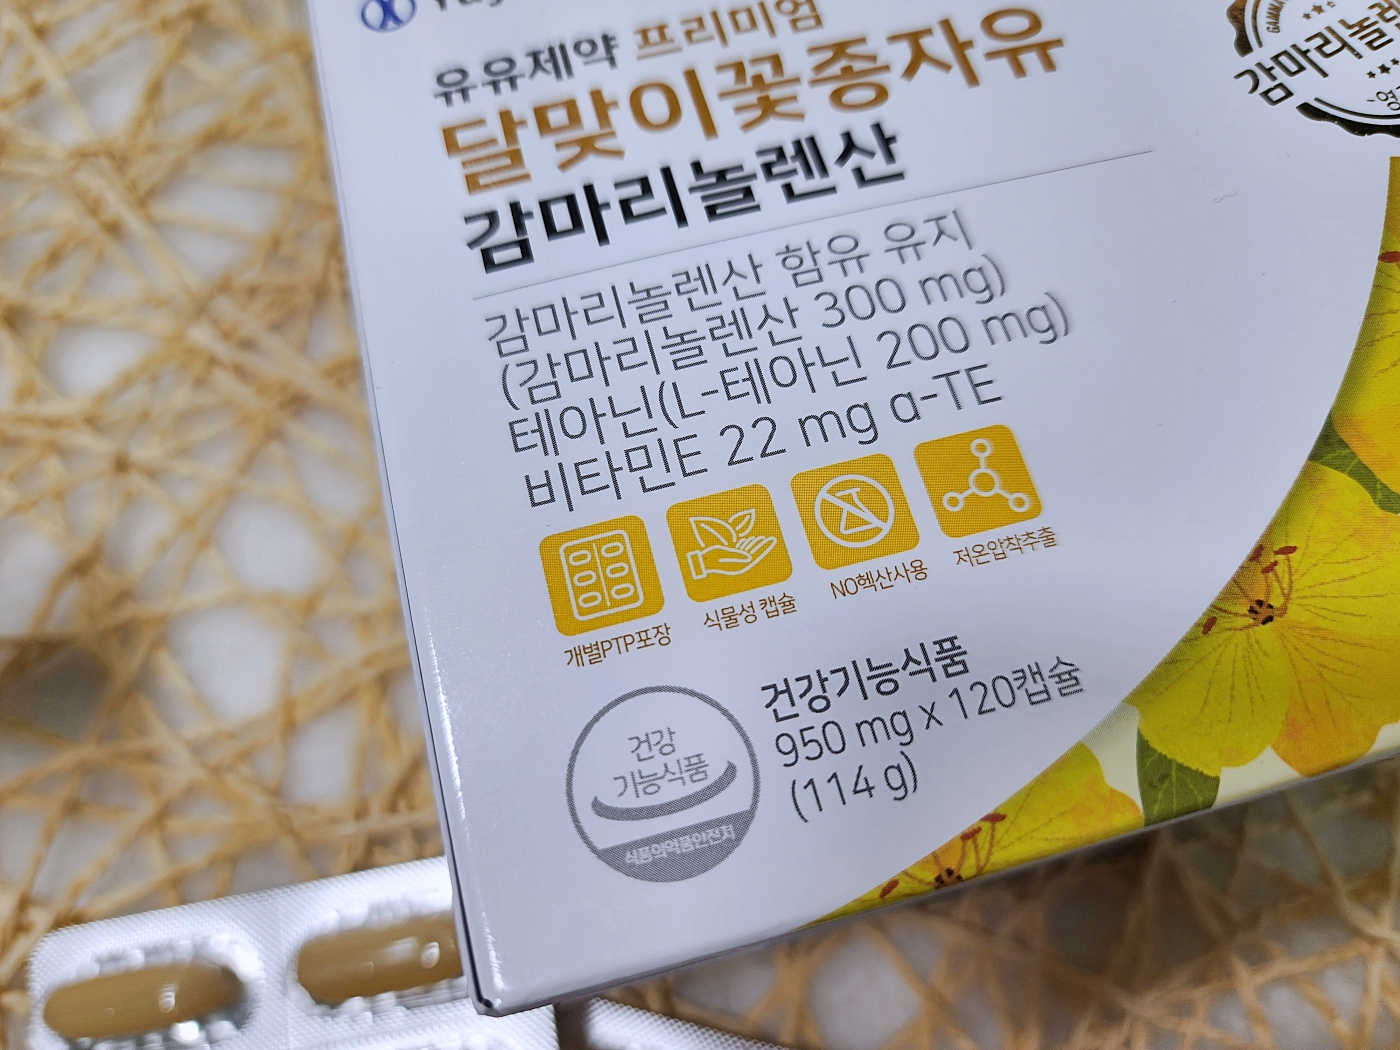 유유제약 프리미엄
달맞이꽃종자유
감마리놀렌산
감마리놀렌산 함유 유지
(감마리놀렌산 300 mg)
테아닌(L-테아닌 200 mg)
비타민E 22 mg α-TE
개별PTP포장
식물성 캡슐
NO헥산사용
저온압착추출
건강
기능식품
식품의약품안전처
건강기능식품
950 mg x 120캡슐
(114 g)
감마리놀렌